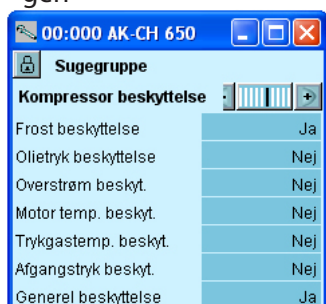 gen
00:000 AK-CH 650
Sugegruppe
Kompressor beskyttelse
Frost beskyttelse Ja
Olietryk beskyttelse Nej
Overstrøm beskyt. Nej
Motor temp. beskyt. Nej
Trykgastemp. beskyt. Nej
Afgangstryk beskyt. Nej
Generel beskyttelse Ja